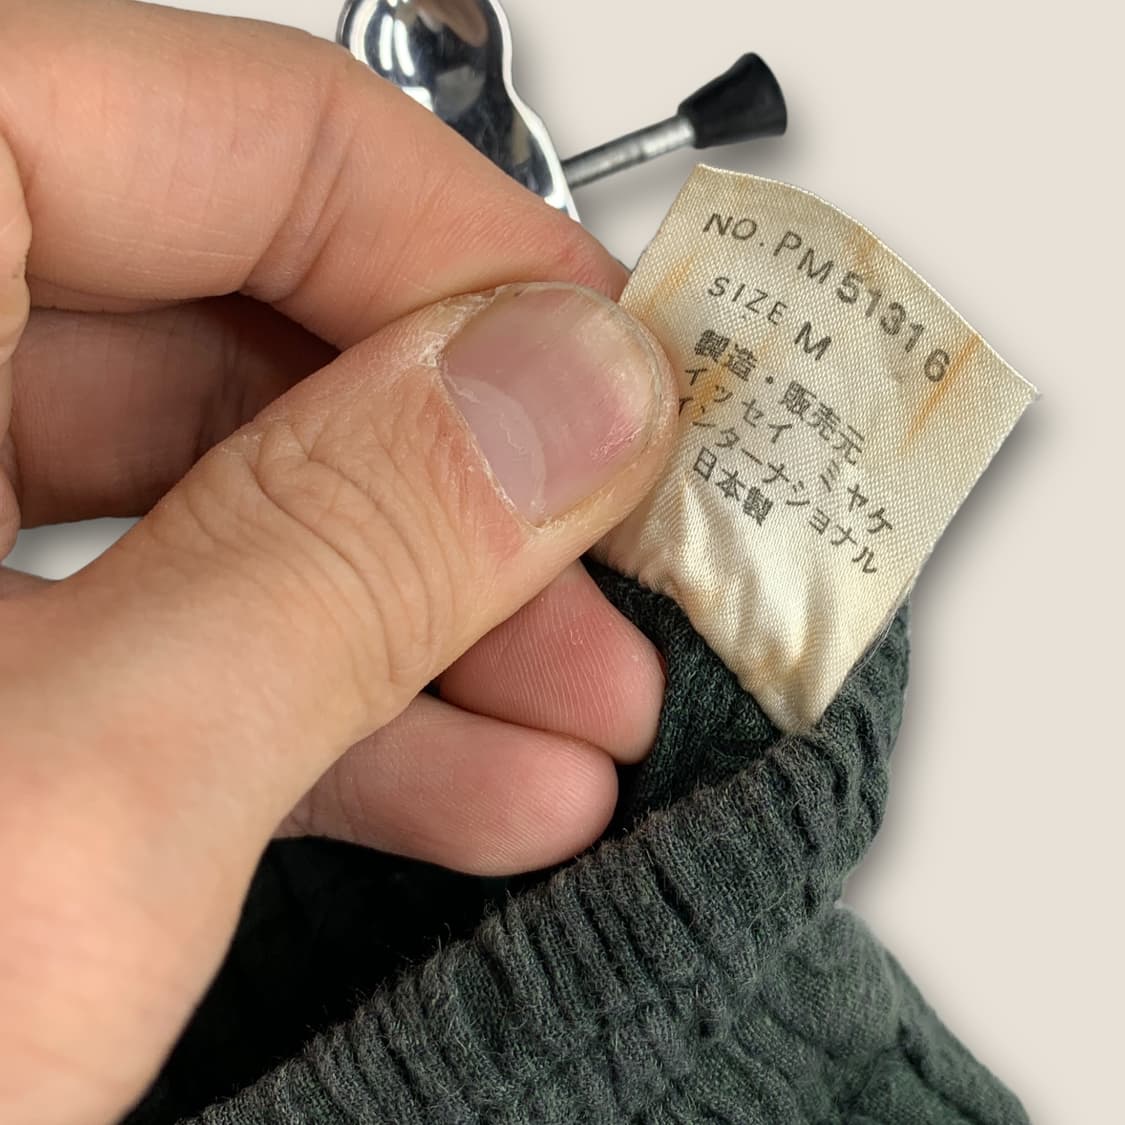 NO.PM51316
SIZE M
製造・販売元
イッセイ ミヤケ
インターナショナル
日本製